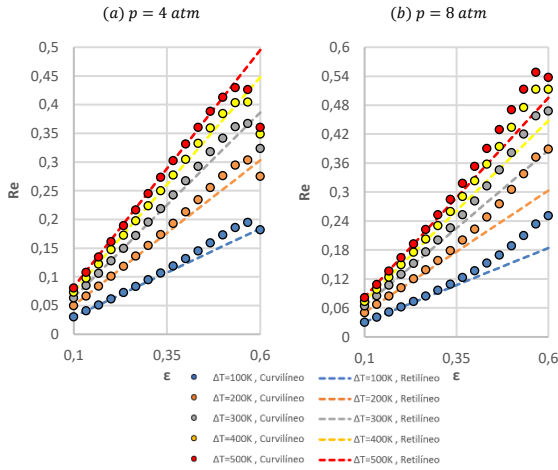 (a) p = 4 atm
(b) p = 8 atm
0,5
0,45
0,4
0,35
0,3
0,25
0,2
0,15
0,1
0,05
0
Re
0,1
0,35
0,6
ε
0,6
0,54
0,48
0,42
0,36
0,3
0,24
0,18
0,12
0,06
0
Re
0,1
0,35
0,6
ε
ΔT=100K , Curvilíneo
ΔT=100K , Retilíneo
ΔT=200K , Curvilíneo
ΔT=200K , Retilíneo
ΔT=300K , Curvilíneo
ΔT=300K , Retilíneo
ΔT=400K , Curvilíneo
ΔT=400K , Retilíneo
ΔT=500K , Curvilíneo
ΔT=500K , Retilíneo